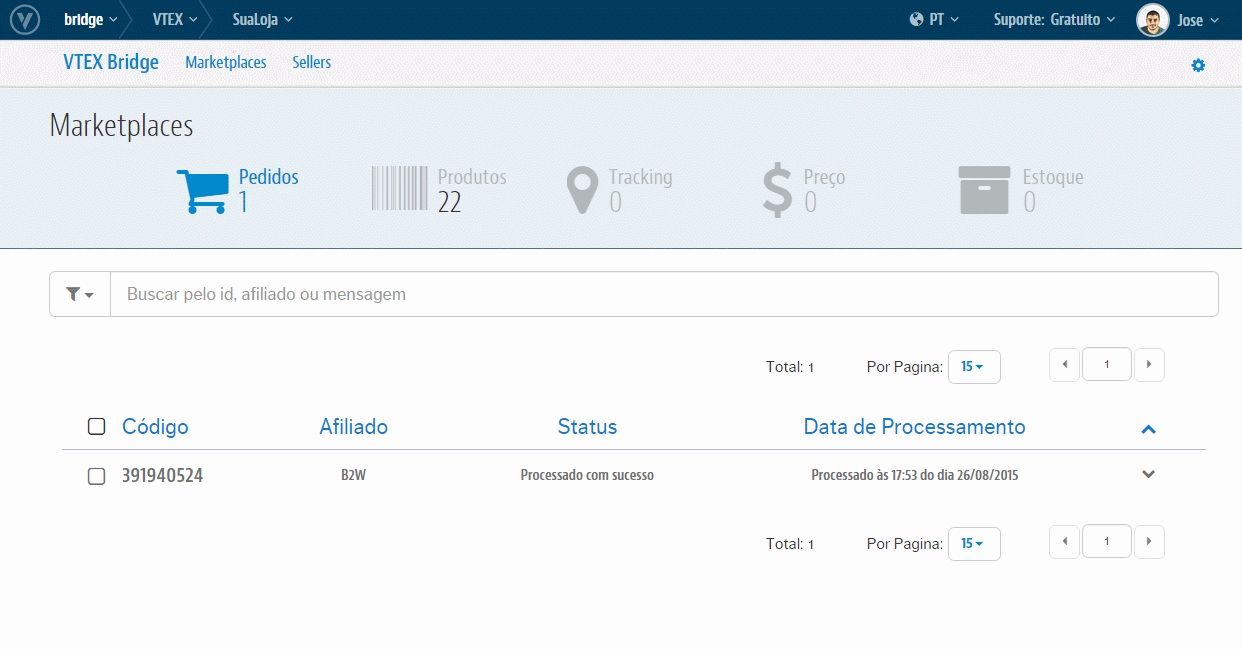 bridge VTEX SuaLoja PT Suporte: Gratuito Jose
VTEX Bridge Marketplaces Sellers
Marketplaces
Pedidos
1
Produtos
22
Tracking
0
Preço
0
Estoque
0
Buscar pelo id, afiliado ou mensagem
Total: 1 Por Pagina: 15 1
Código Afiliado Status Data de Processamento
391940524 B2W Processado com sucesso Processado às 17:53 do dia 26/08/2015
Total: 1 Por Pagina: 15 1